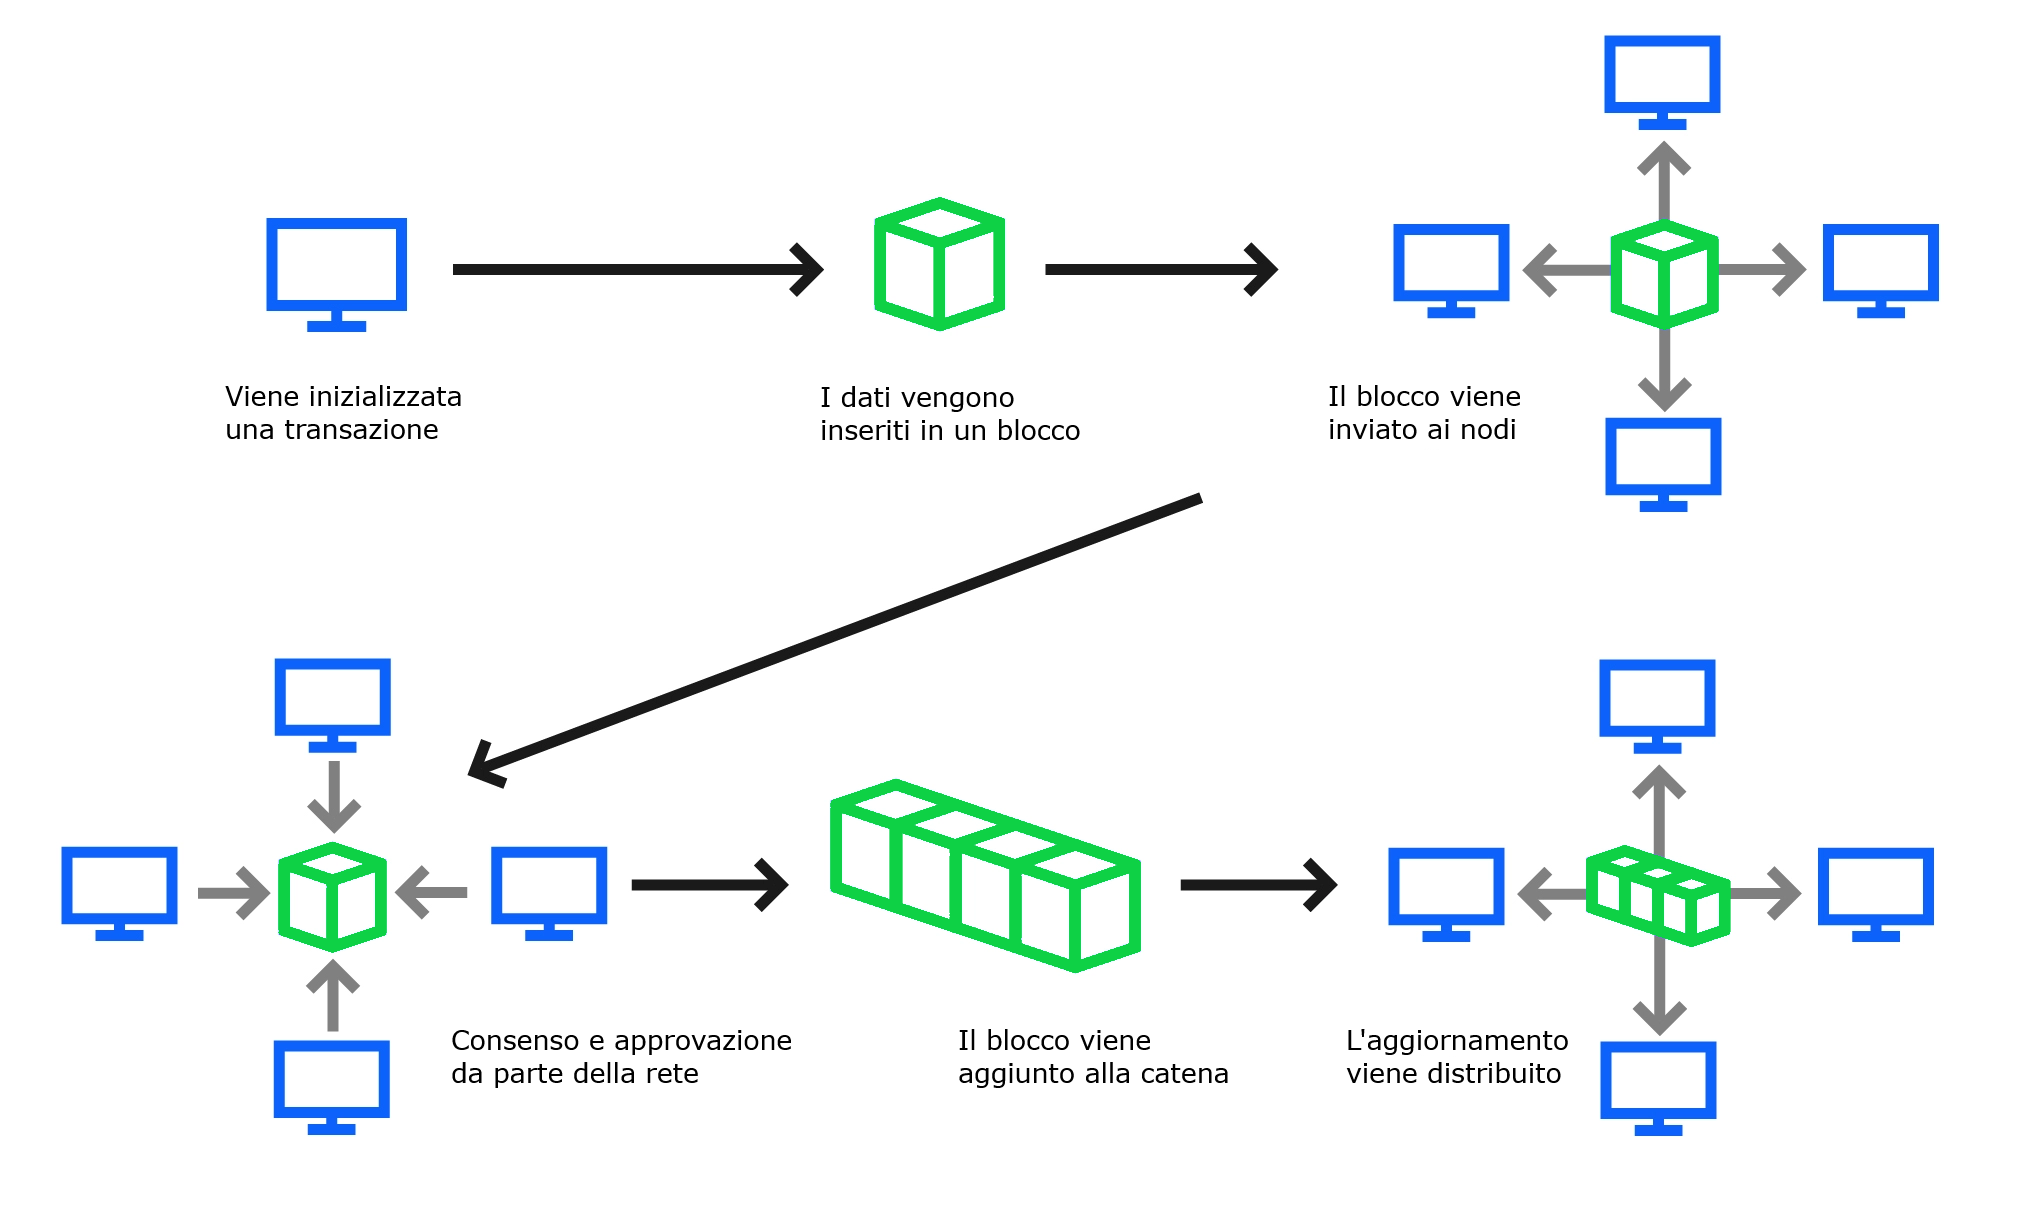 Viene inizializzata
una transazione
I dati vengono
inseriti in un blocco
Il blocco viene
inviato ai nodi
Consenso e approvazione
da parte della rete
Il blocco viene
aggiunto alla catena
L'aggiornamento
viene distribuito